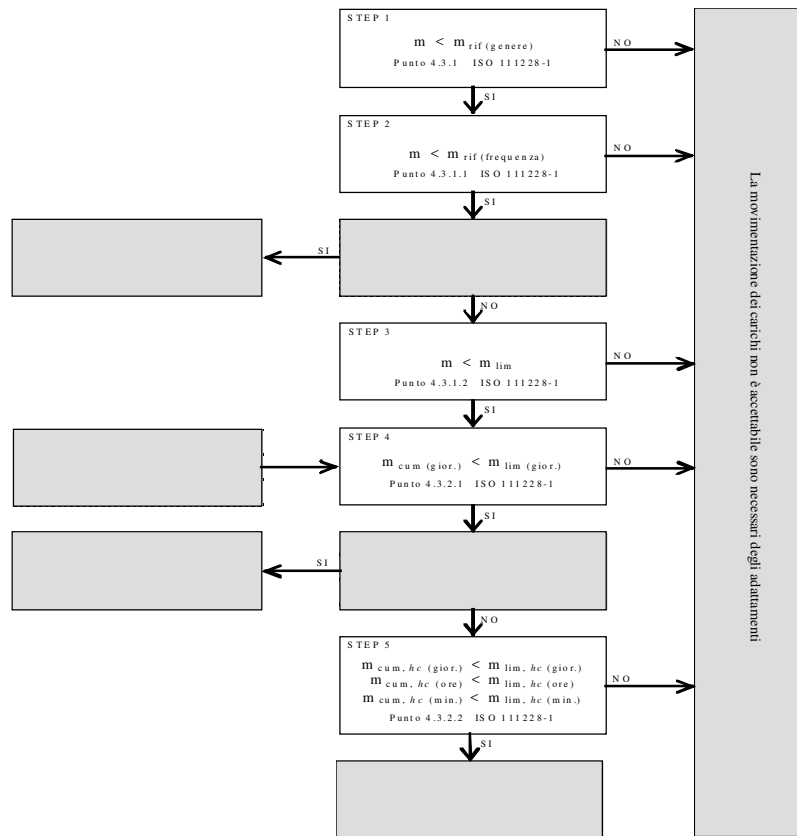 STEP 1
m < m rif (genere)
Punto 4.3.1 ISO 111228-1
NO
SI
STEP 2
m < m rif (frequenza)
Punto 4.3.1.1 ISO 111228-1
NO
SI
SI
NO
STEP 3
m < m lim
Punto 4.3.1.2 ISO 111228-1
NO
SI
STEP 4
m cum (gior.) < m lim (gior.)
Punto 4.3.2.1 ISO 111228-1
NO
SI
SI
NO
STEP 5
m cum, hc (gior.) < m lim, hc (gior.)
m cum, hc (ore) < m lim, hc (ore)
m cum, hc (min.) < m lim, hc (min.)
Punto 4.3.2.2 ISO 111228-1
NO
SI
La movimentazione dei carichi non è accettabile sono necessari degli adattamenti